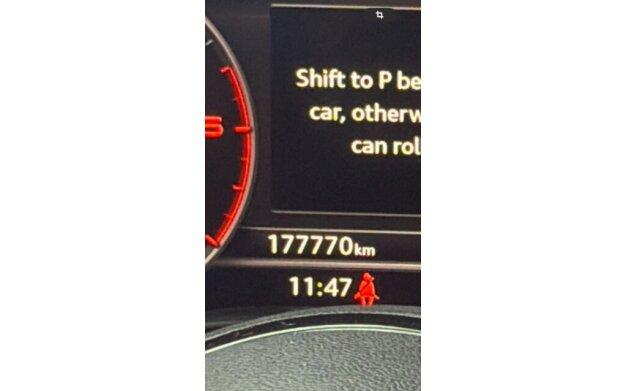 Shift to P be
car, otherw
can rol
177770km
11:47